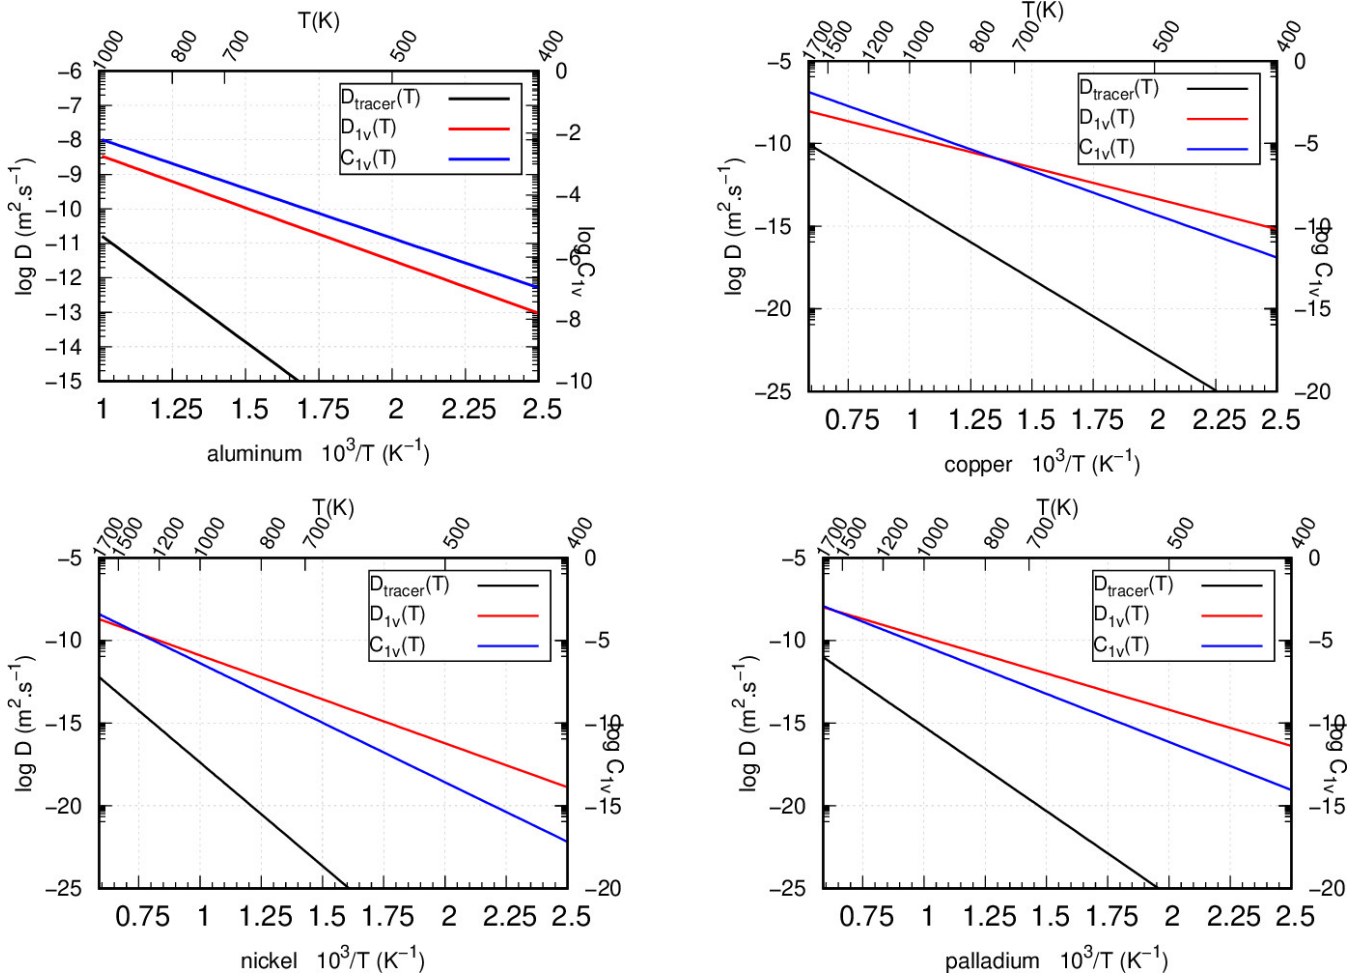 T(K)
1000 800 700 500 400
−6 −7 −8 −9 −10 −11 −12 −13 −14 −15
log D (m².s⁻¹)
D_tracer(T)
D_1v(T)
C_1v(T)
0 −2 −4 −6 −8 −10
log C_1v
1 1.25 1.5 1.75 2 2.25 2.5
aluminum 10³/T (K⁻¹)
T(K)
1700 1500 1200 1000 800 700 500 400
−5 −10 −15 −20 −25
log D (m².s⁻¹)
D_tracer(T)
D_1v(T)
C_1v(T)
0 −5 −10 −15 −20
log C_1v
0.75 1 1.25 1.5 1.75 2 2.25 2.5
copper 10³/T (K⁻¹)
T(K)
1700 1500 1200 1000 800 700 500 400
−5 −10 −15 −20 −25
log D (m².s⁻¹)
D_tracer(T)
D_1v(T)
C_1v(T)
0 −5 −10 −15 −20
log C_1v
0.75 1 1.25 1.5 1.75 2 2.25 2.5
nickel 10³/T (K⁻¹)
T(K)
1700 1500 1200 1000 800 700 500 400
−5 −10 −15 −20 −25
log D (m².s⁻¹)
D_tracer(T)
D_1v(T)
C_1v(T)
0 −5 −10 −15 −20
log C_1v
0.75 1 1.25 1.5 1.75 2 2.25 2.5
palladium 10³/T (K⁻¹)